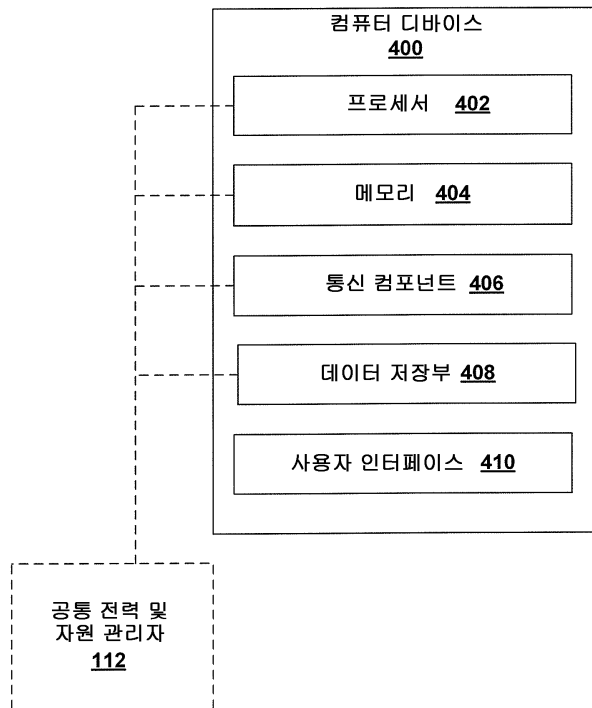 컴퓨터 디바이스
400
프로세서 402
메모리 404
통신 컴포넌트 406
데이터 저장부 408
사용자 인터페이스 410
공통 전력 및
자원 관리자
112